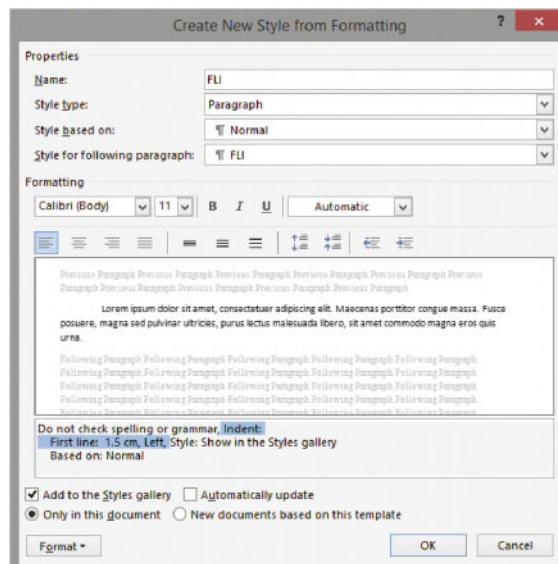 Create New Style from Formatting ?
Properties
Name: FLI
Style type: Paragraph
Style based on: ¶ Normal
Style for following paragraph: ¶ FLI
Formatting
Calibri (Body) 11 B I U Automatic
Previous Paragraph Previous Paragraph Previous Paragraph Previous Paragraph Previous Paragraph Previous
Paragraph Previous Paragraph Previous Paragraph Previous Paragraph Previous Paragraph
Lorem ipsum dolor sit amet, consectetuer adipiscing elit. Maecenas porttitor congue massa. Fusce
posuere, magna sed pulvinar ultricies, purus lectus malesuada libero, sit amet commodo magna eros quis
urna.
Following Paragraph Following Paragraph Following Paragraph Following Paragraph Following Paragraph
Following Paragraph Following Paragraph Following Paragraph Following Paragraph Following Paragraph
Following Paragraph Following Paragraph Following Paragraph Following Paragraph Following Paragraph
Following Paragraph Following Paragraph Following Paragraph Following Paragraph Following Paragraph
Do not check spelling or grammar, Indent:
First line: 1.5 cm, Left, Style: Show in the Styles gallery
Based on: Normal
Add to the Styles gallery Automatically update
Only in this document New documents based on this template
Format OK Cancel